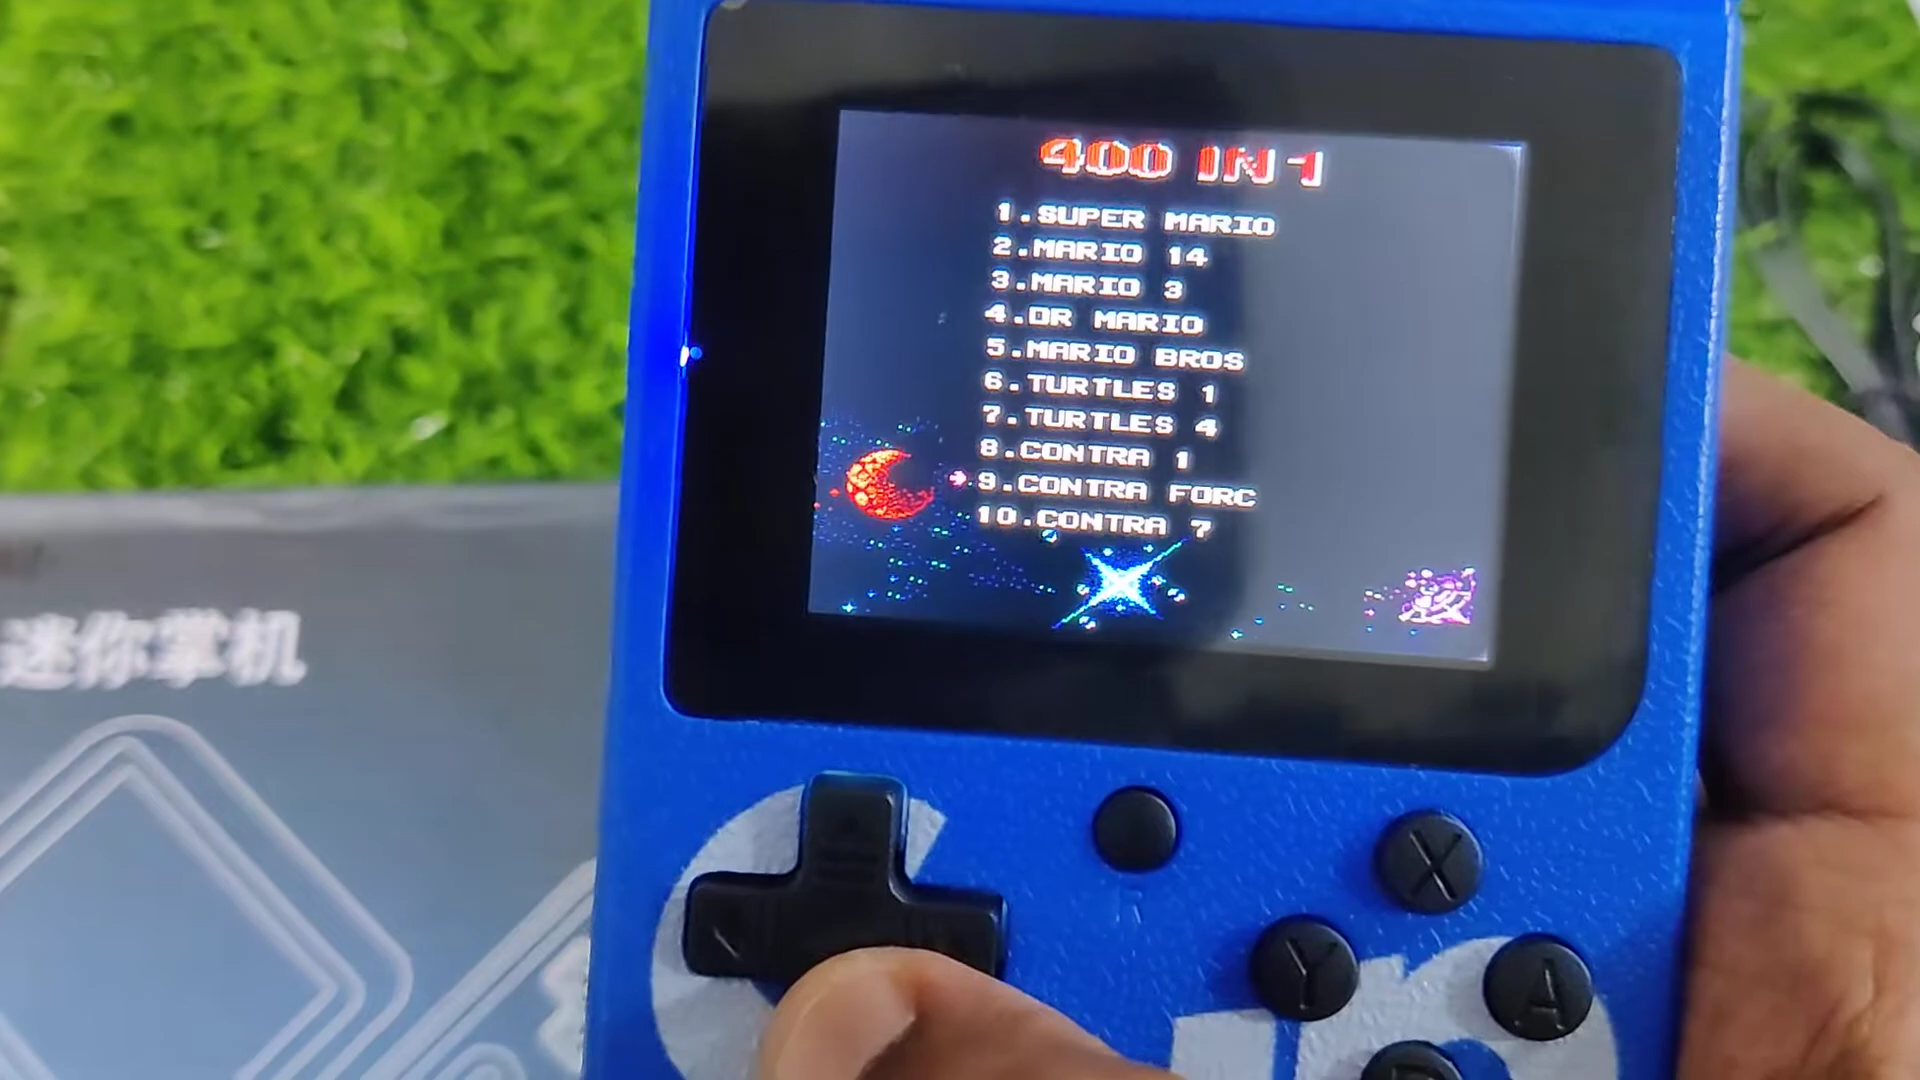 400 IN 1
1.SUPER MARIO
2.MARIO 14
3.MARIO 3
4.DR MARIO
5.MARIO BROS
6.TURTLES 1
7.TURTLES 4
8.CONTRA 1
9.CONTRA FORC
10.CONTRA 7
迷你掌机
X
Y
A